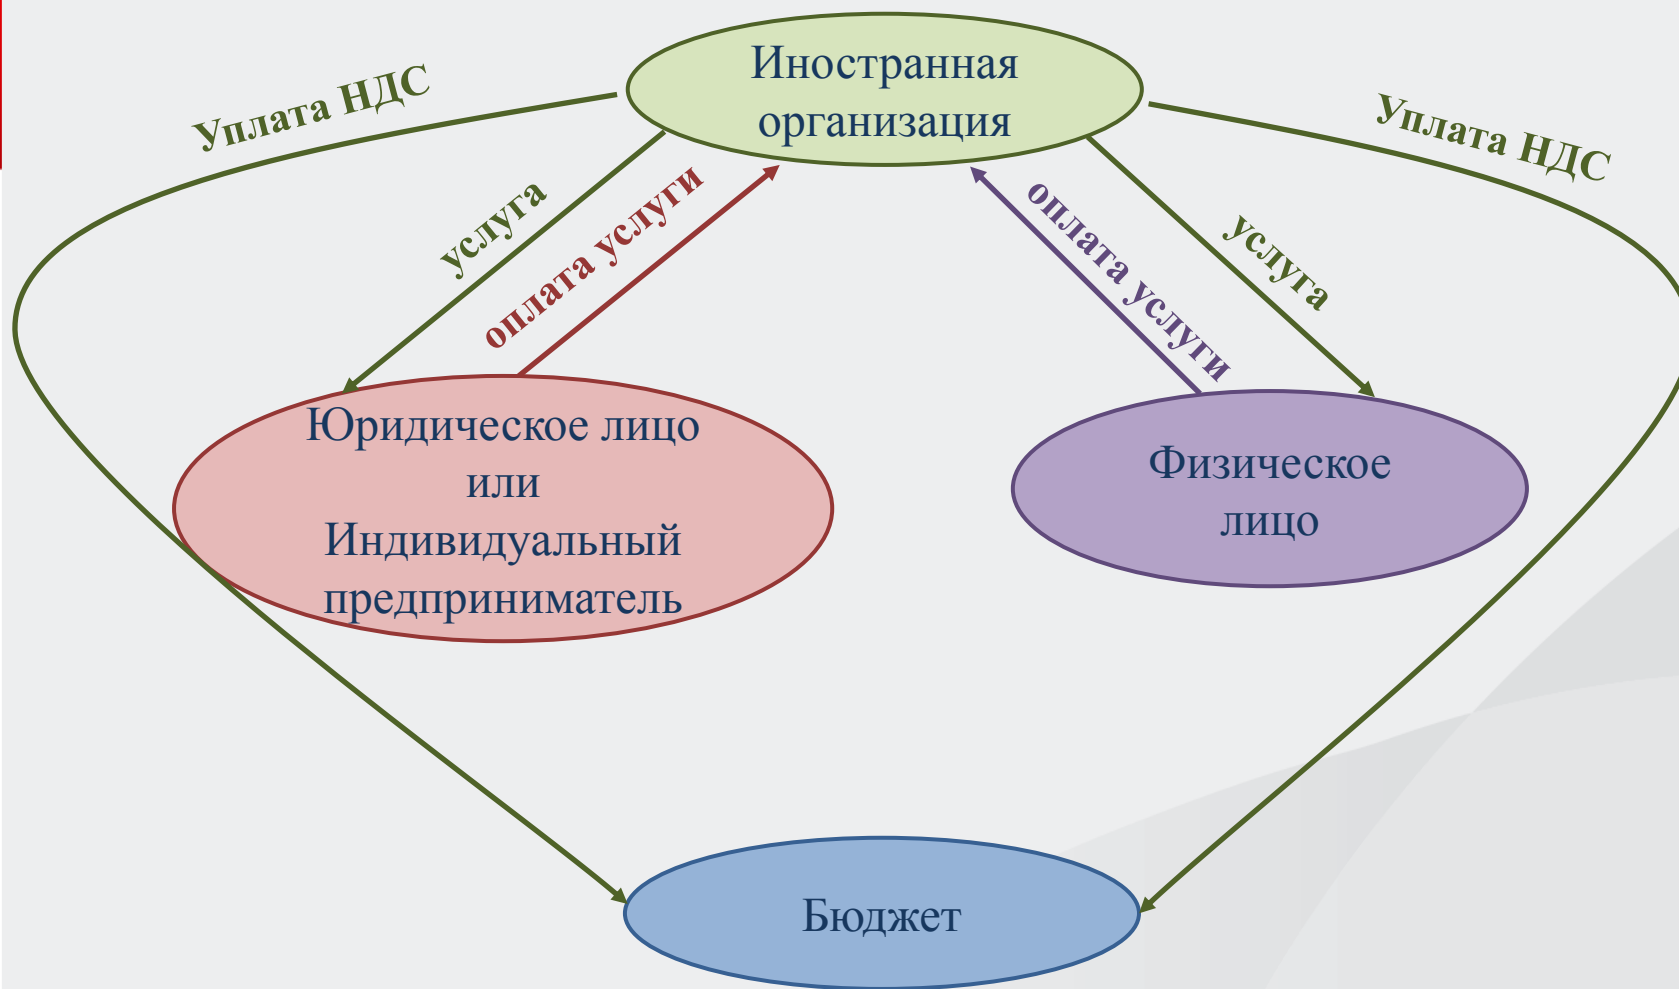 Иностранная
организация
Уплата НДС
Уплата НДС
услуга
оплата услуги
оплата услуги
услуга
Юридическое лицо
или
Индивидуальный
предприниматель
Физическое
лицо
Бюджет